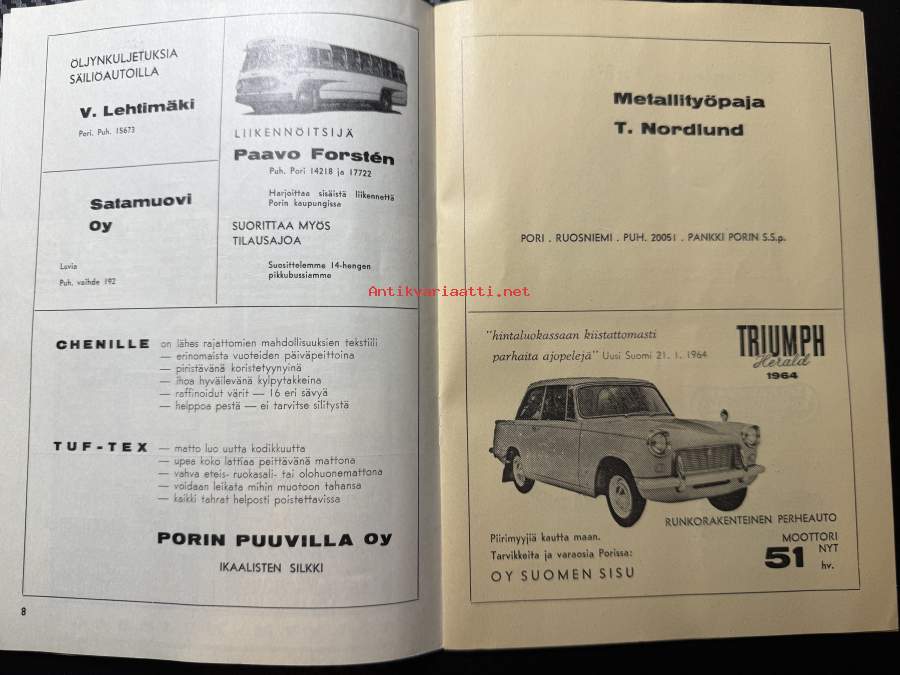 ÖLJYNKULJETUKSIA
SÄILIÖAUTOILLA
V. Lehtimäki
Pori. Puh. 15673
Satamuovi
Oy
Luvia
Puh. vaihde 192
LIIKENNÖITSIJÄ
Paavo Forstén
Puh. Pori 14218 ja 17722
Harjoittaa sisäistä liikennettä
Porin kaupungissa
SUORITTAA MYÖS
TILAUSAJOA
Suosittelemme 14-hengen
pikkubussiamme
CHENILLE on lähes rajattomien mahdollisuuksien tekstiili
— erinomaista vuoteiden päiväpeittoina
— piristävänä koristetyynyinä
— ihoa hyväilevänä kylpytakkeina
— raffinoidut värit — 16 eri sävyä
— helppoa pestä — ei tarvitse silitystä
TUF-TEX — matto luo uutta kodikkuutta
— upea koko lattiaa peittävänä mattona
— vahva eteis- ruokasali- tai olohuonemattona
— voidaan leikata mihin muotoon tahansa
— kaikki tahrat helposti poistettavissa
PORIN PUUVILLA Oy
IKAALISTEN SILKKI
8
Metallityöpaja
T. Nordlund
PORI . RUOSNIEMI . PUH. 20051 . PANKKI PORIN S.S.p.
Antikvariaatti.net
"hintaluokassaan kiistattomasti
parhaita ajopelejä" Uusi Suomi 21. 1. 1964
TRIUMPH
Herald
1964
RUNKORAKENTEINEN PERHEAUTO
Piirimyyjiä kautta maan.
Tarvikkeita ja varaosia Porissa:
OY SUOMEN SISU
MOOTTORI
51 NYT
hv.